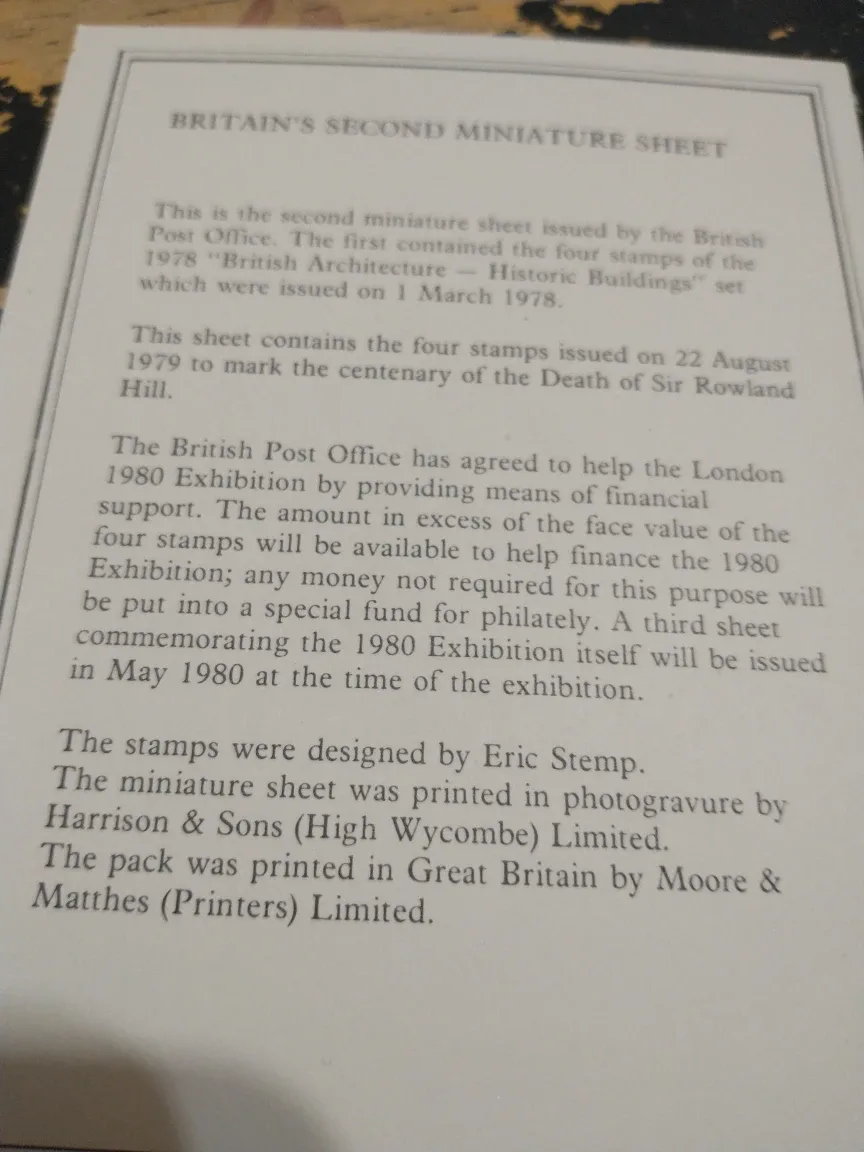 BRITAIN'S SECOND MINIATURE SHEET
This is the second miniature sheet issued by the British
Post Office. The first contained the four stamps of the
1978 "British Architecture — Historic Buildings" set
which were issued on 1 March 1978.
This sheet contains the four stamps issued on 22 August
1979 to mark the centenary of the Death of Sir Rowland
Hill.
The British Post Office has agreed to help the London
1980 Exhibition by providing means of financial
support. The amount in excess of the face value of the
four stamps will be available to help finance the 1980
Exhibition; any money not required for this purpose will
be put into a special fund for philately. A third sheet
commemorating the 1980 Exhibition itself will be issued
in May 1980 at the time of the exhibition.
The stamps were designed by Eric Stemp.
The miniature sheet was printed in photogravure by
Harrison & Sons (High Wycombe) Limited.
The pack was printed in Great Britain by Moore &
Matthes (Printers) Limited.